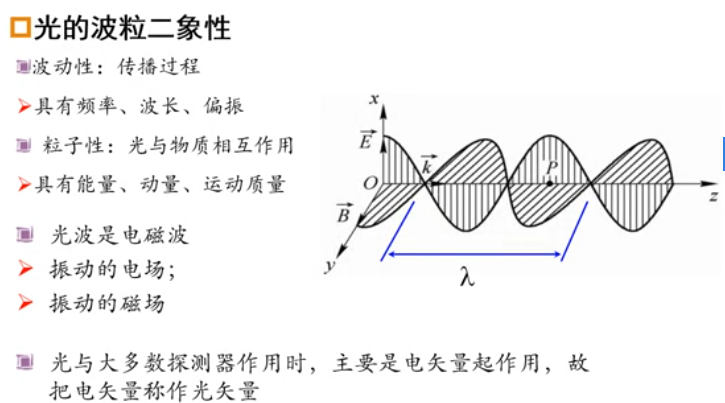 光的波粒二象性
波动性：传播过程
具有频率、波长、偏振
粒子性：光与物质相互作用
具有能量、动量、运动质量
光波是电磁波
振动的电场；
振动的磁场
光与大多数探测器作用时，主要是电矢量起作用，故
把电矢量称作光矢量
x
E
k
P
O
z
B
y
λ